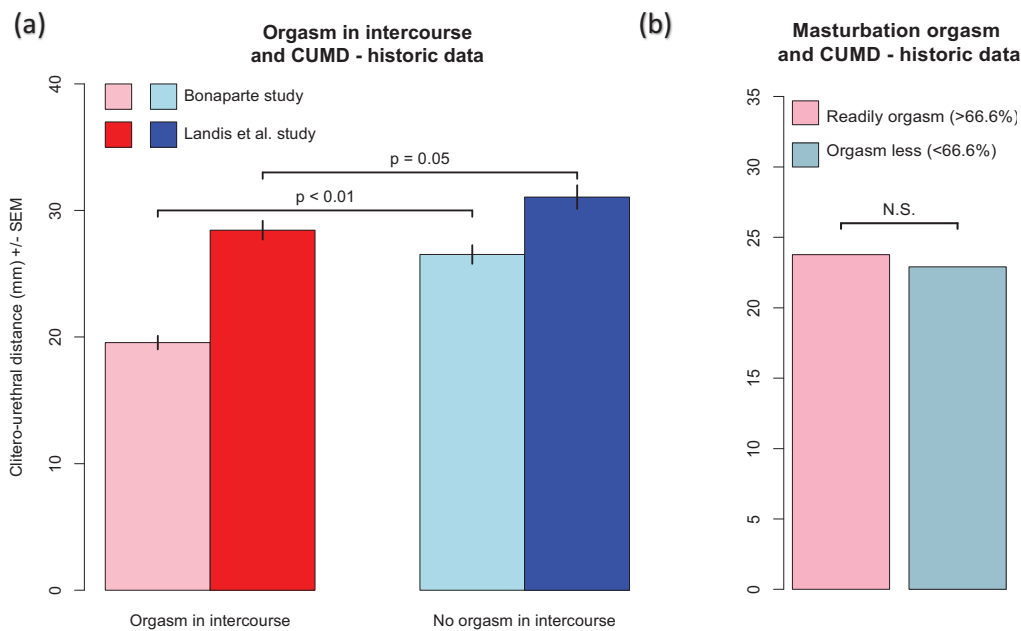 (a)
Orgasm in intercourse
and CUMD - historic data
Bonaparte study
Landis et al. study
Clitero-urethral distance (mm) +/- SEM
40
30
20
10
0
p = 0.05
p < 0.01
Orgasm in intercourse
No orgasm in intercourse
(b)
Masturbation orgasm
and CUMD - historic data
35
30
25
20
15
10
5
0
Readily orgasm (>66.6%)
Orgasm less (<66.6%)
N.S.